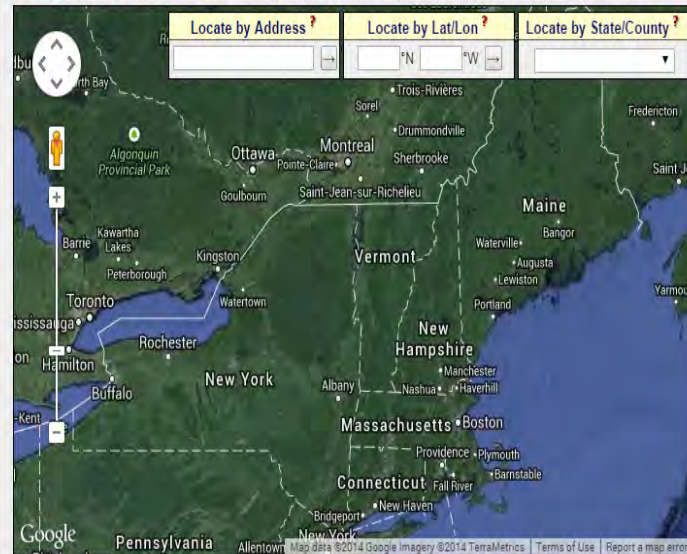 Locate by Address ?
Locate by Lat/Lon ?
Locate by State/County ?
°N
°W
→
→
North Bay
Trois-Rivières
Sorel
Fredericton
Drummondville
Algonquin
Provincial Park
Ottawa
Montreal
Pointe-Claire
Sherbrooke
Goulbourn
Saint-Jean-sur-Richelieu
Maine
Bangor
Kawartha
Lakes
Barrie
Peterborough
Kingston
Vermont
Waterville
Augusta
Lewiston
Toronto
Watertown
Portland
Rochester
Hamilton
New
Hampshire
Buffalo
New York
Albany
Manchester
Nashua
Haverhill
Massachusetts
Boston
Providence
Plymouth
Connecticut
Fall River
Barnstable
New Haven
Bridgeport
New York
Google
Pennsylvania
Allentown
Map data ©2014 Google Imagery ©2014 TerraMetrics
Terms of Use
Report a map error